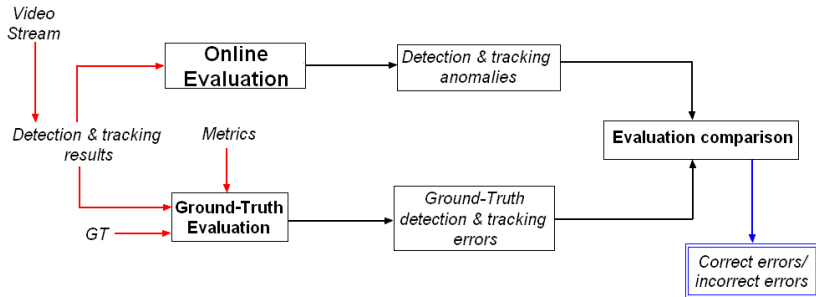 Video
Stream
Online
Evaluation
Detection & tracking
anomalies
Detection & tracking
results
Metrics
Evaluation comparison
Ground-Truth
Evaluation
GT
Ground-Truth
detection & tracking
errors
Correct errors/
incorrect errors